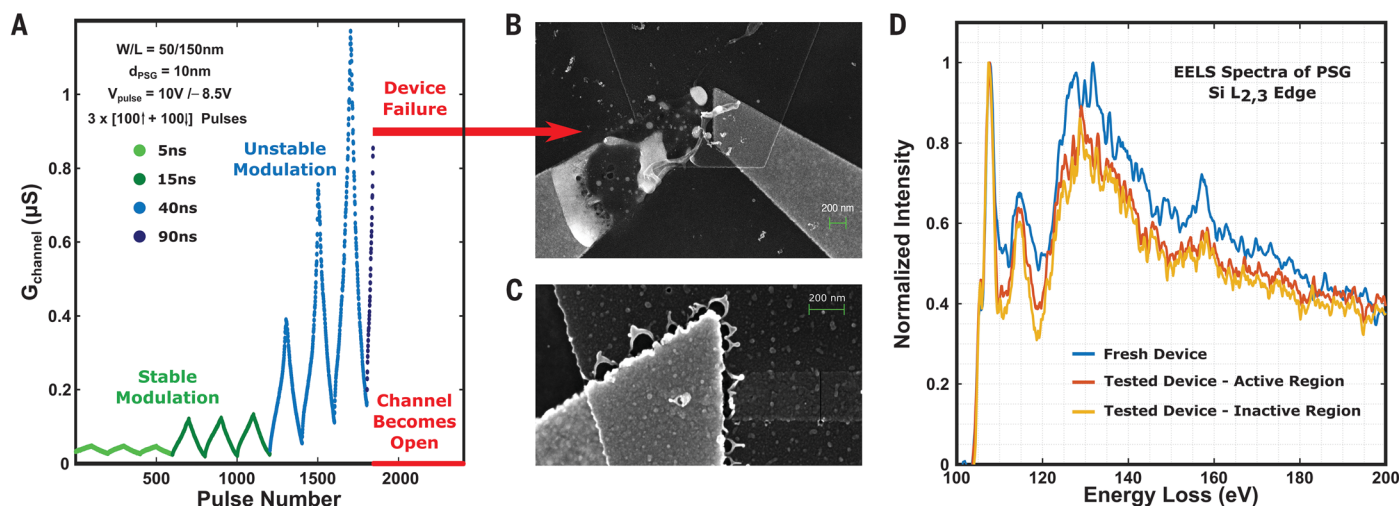 A
W/L = 50/150nm
dPSG = 10nm
Vpulse = 10V /− 8.5V
3 x [100↑ + 100↓] Pulses
5ns
15ns
40ns
90ns
Device
Failure
Unstable
Modulation
Stable
Modulation
Channel
Becomes
Open
Gchannel (µS)
1
0.8
0.6
0.4
0.2
0
500
1000
1500
2000
Pulse Number
B
200 nm
C
200 nm
D
EELS Spectra of PSG
Si L2,3 Edge
Fresh Device
Tested Device - Active Region
Tested Device - Inactive Region
Normalized Intensity
1
0.8
0.6
0.4
0.2
0
100
120
140
160
180
200
Energy Loss (eV)